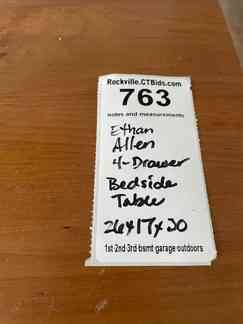 Rockville.CTBids.com
763
notes and measurements
Ethan
Allen
4-Drawer
Bedside
Table
26x17x30
1st 2nd 3rd bsmt garage outdoors